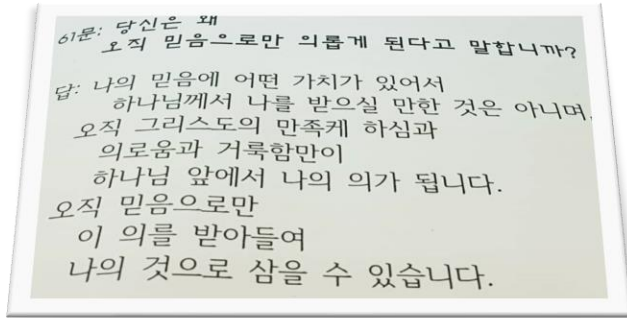 61문: 당신은 왜
오직 믿음으로만 의롭게 된다고 말합니까?
답: 나의 믿음에 어떤 가치가 있어서
하나님께서 나를 받으실 만한 것은 아니며,
오직 그리스도의 만족케 하심과
의로움과 거룩함만이
하나님 앞에서 나의 의가 됩니다.
오직 믿음으로만
이 의를 받아들여
나의 것으로 삼을 수 있습니다.